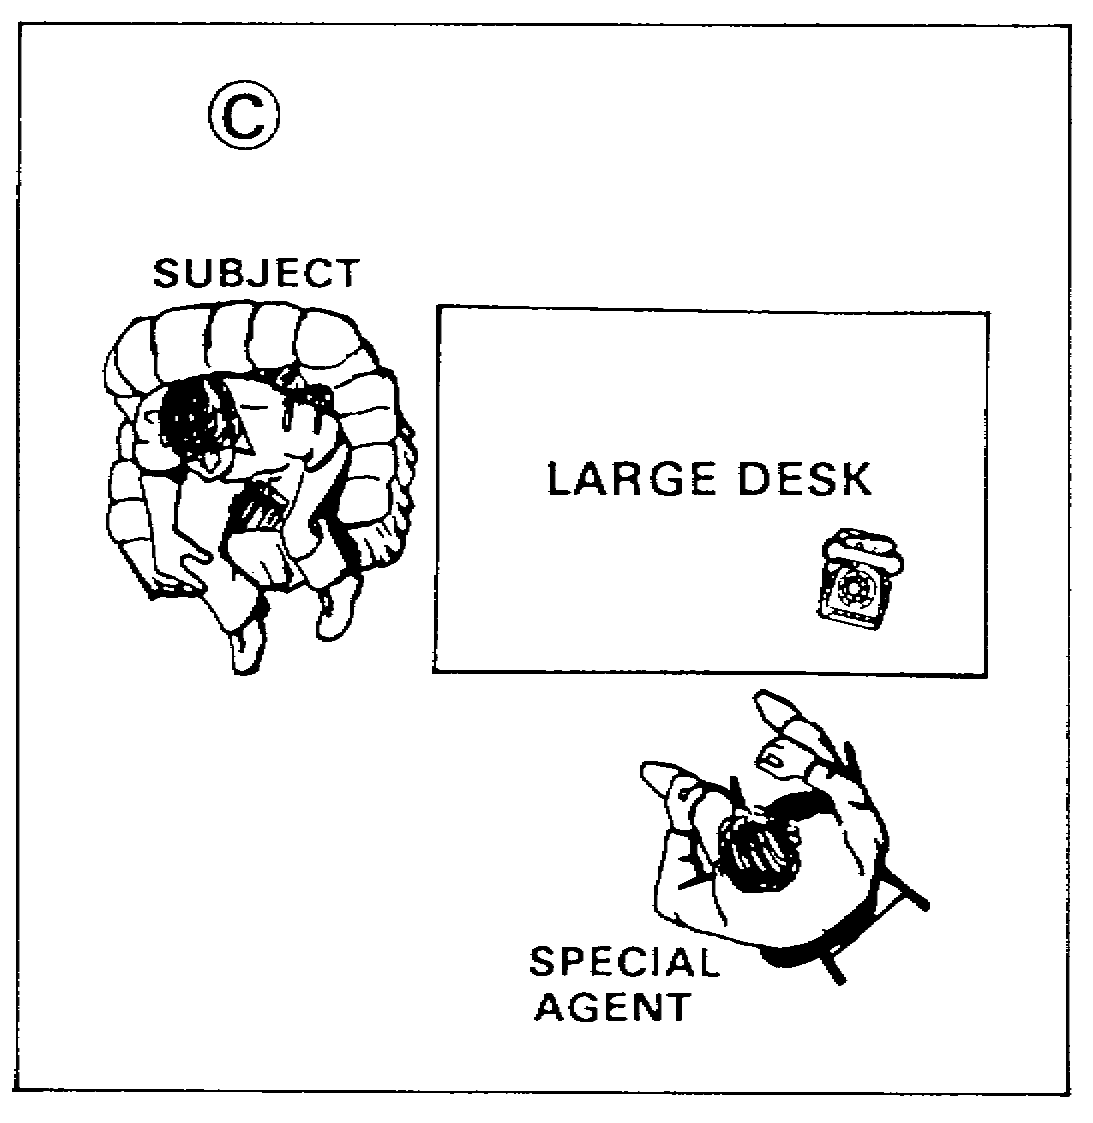 ©
SUBJECT
LARGE DESK
SPECIAL
AGENT